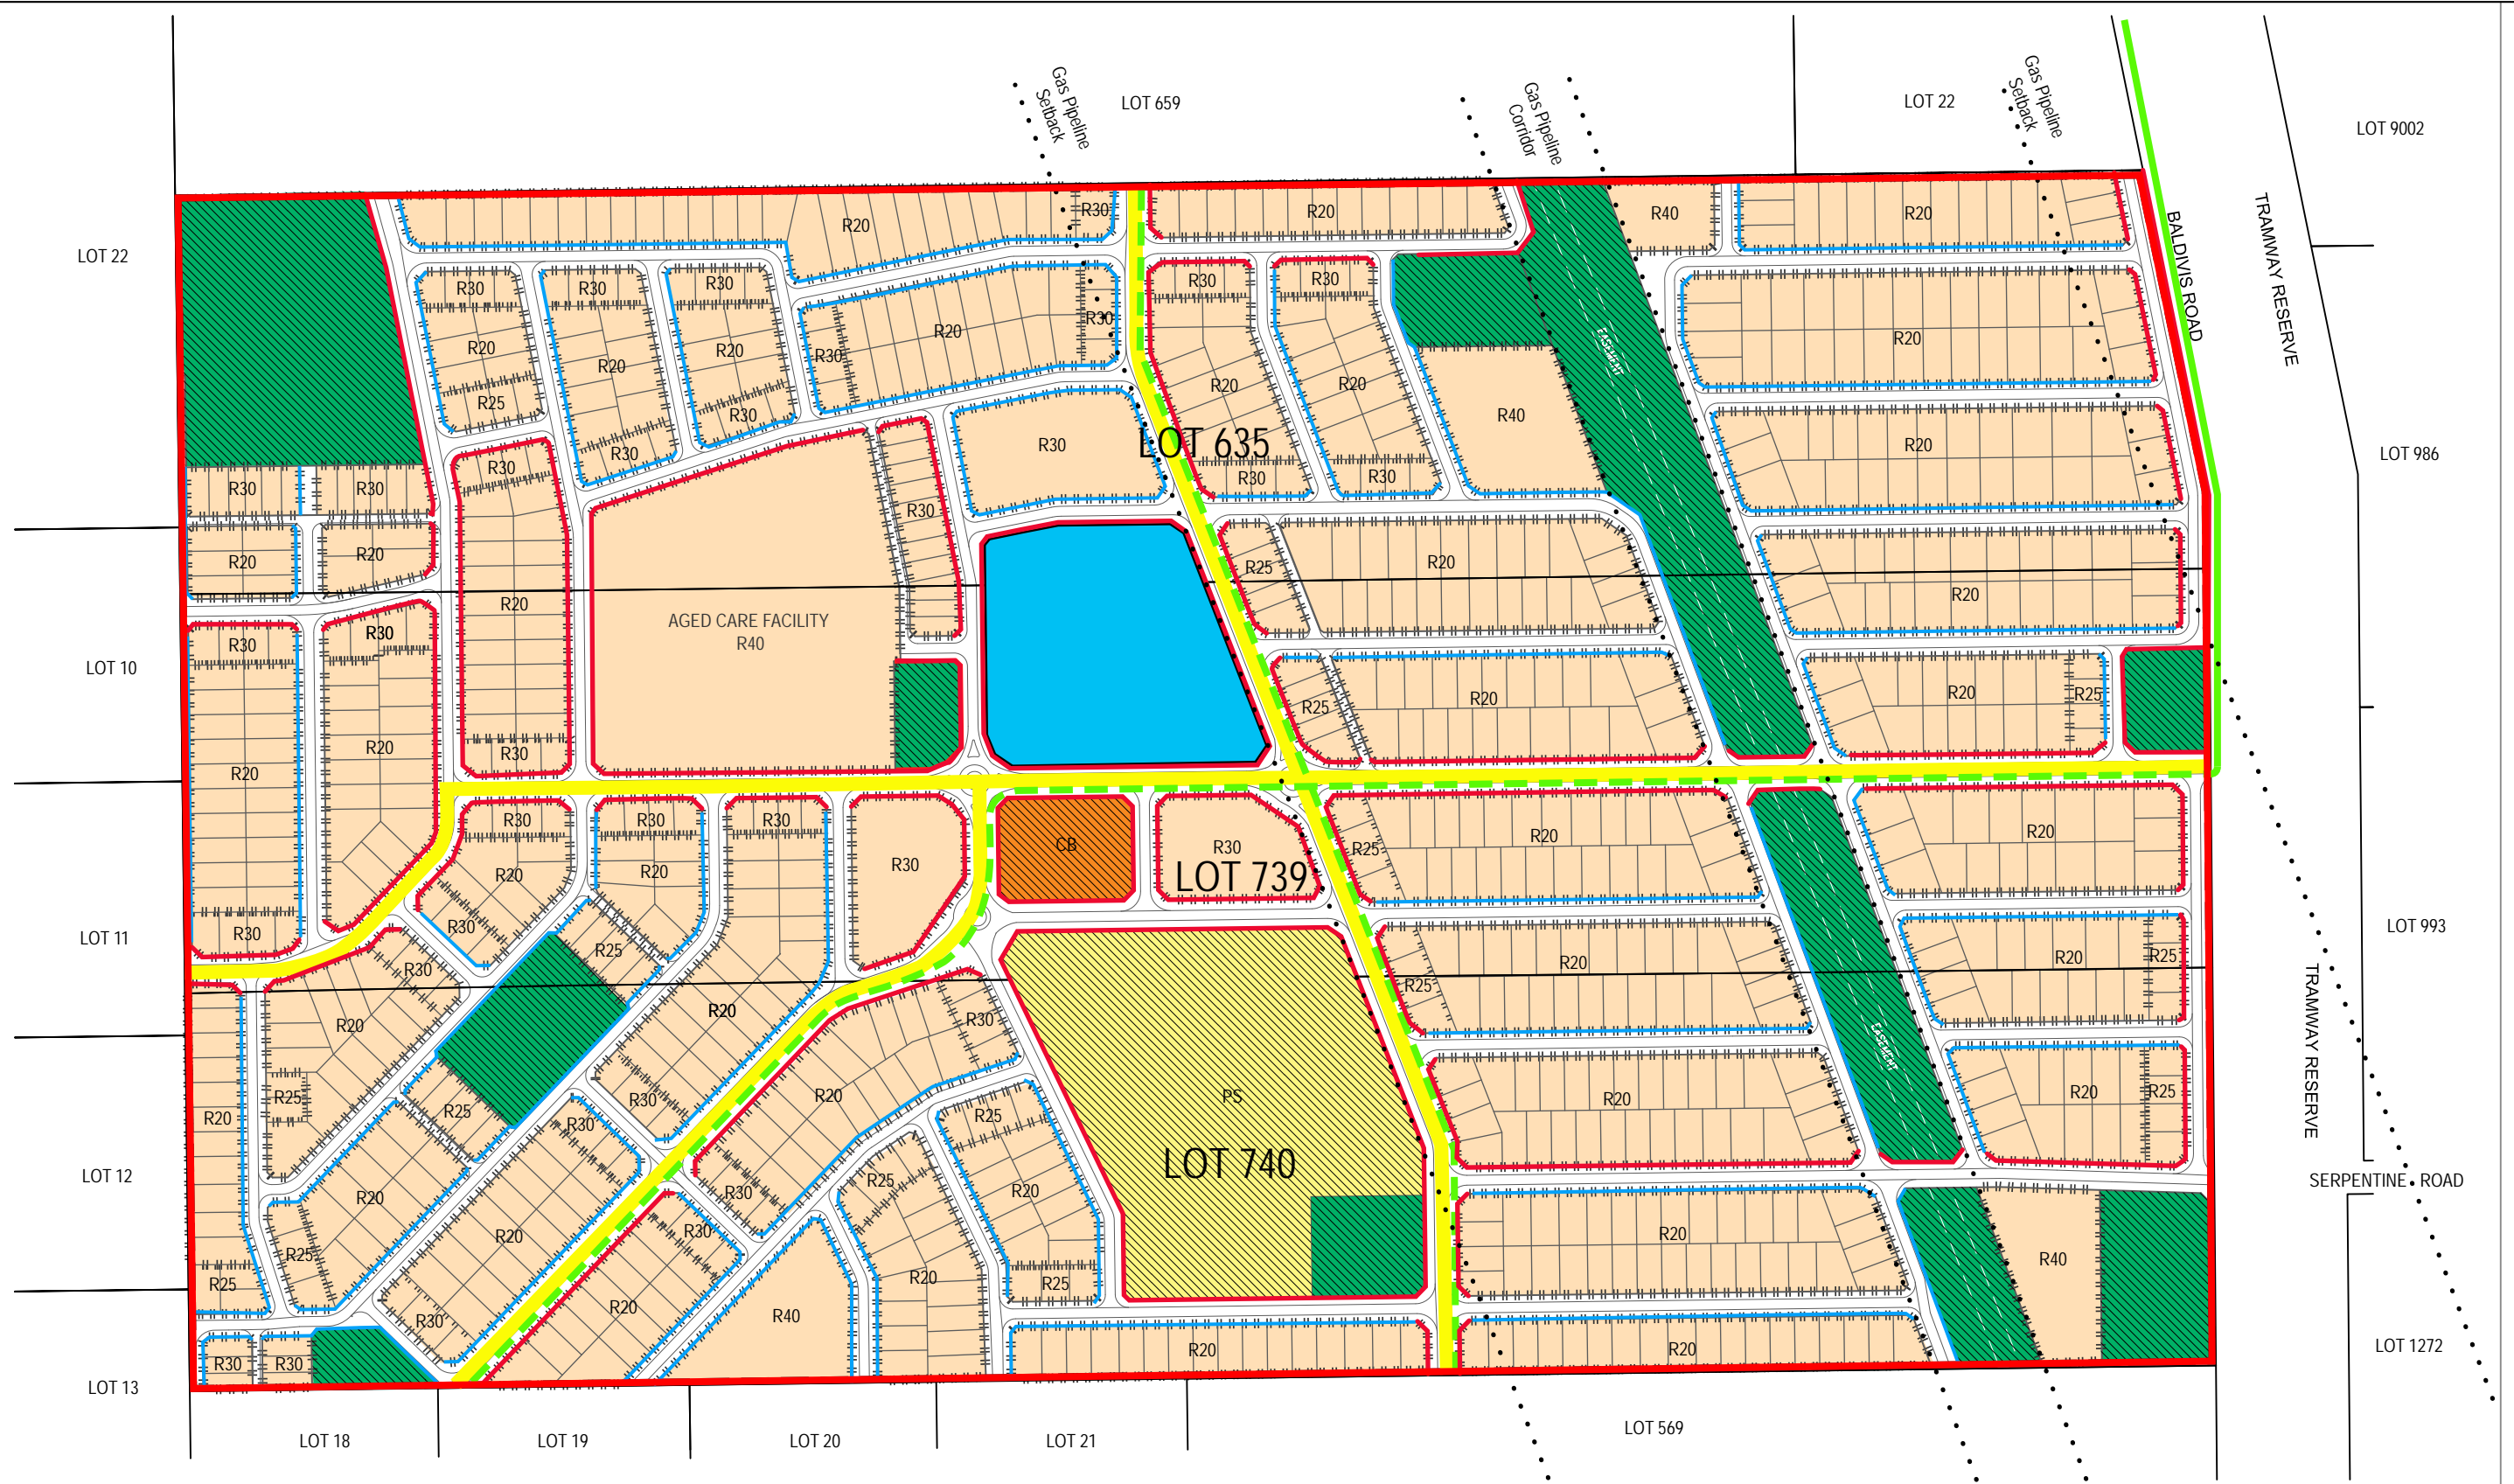 Gas Pipeline
Setback
LOT 659
Gas Pipeline
Corridor
LOT 22
Gas Pipeline
Setback
LOT 9002
LOT 22
R20
R30
R20
R40
R20
BALDIVIS ROAD
TRAMWAY RESERVE
R30
R30
R30
R20
R30
R30
R30
EASEMENT
R20
R20
R20
R20
R30
R20
R20
R40
R25
R30
R30
R30
LOT 635
R20
LOT 986
R30
R30
R30
R30
R30
R30
R20
R20
R20
R25
R20
R20
AGED CARE FACILITY
R40
R30
R30
LOT 10
R20
R25
R20
R20
R25
R20
R30
R20
R30
R30
R30
CB
R30
LOT 739
R25
R20
R20
R20
R20
R30
R30
R30
LOT 11
R25
R30
R20
R25
R20
R20
R25
LOT 993
TRAMWAY RESERVE
R20
R20
R30
EASEMENT
R20
R25
R25
R30
R20
R25
PS
R20
R20
R25
R30
LOT 740
LOT 12
R20
R25
R30
R20
SERPENTINE ROAD
R25
R20
R30
R20
R40
R25
R20
R25
R30
R20
R40
R20
R20
R30
R30
LOT 13
LOT 1272
LOT 18
LOT 19
LOT 20
LOT 21
LOT 569